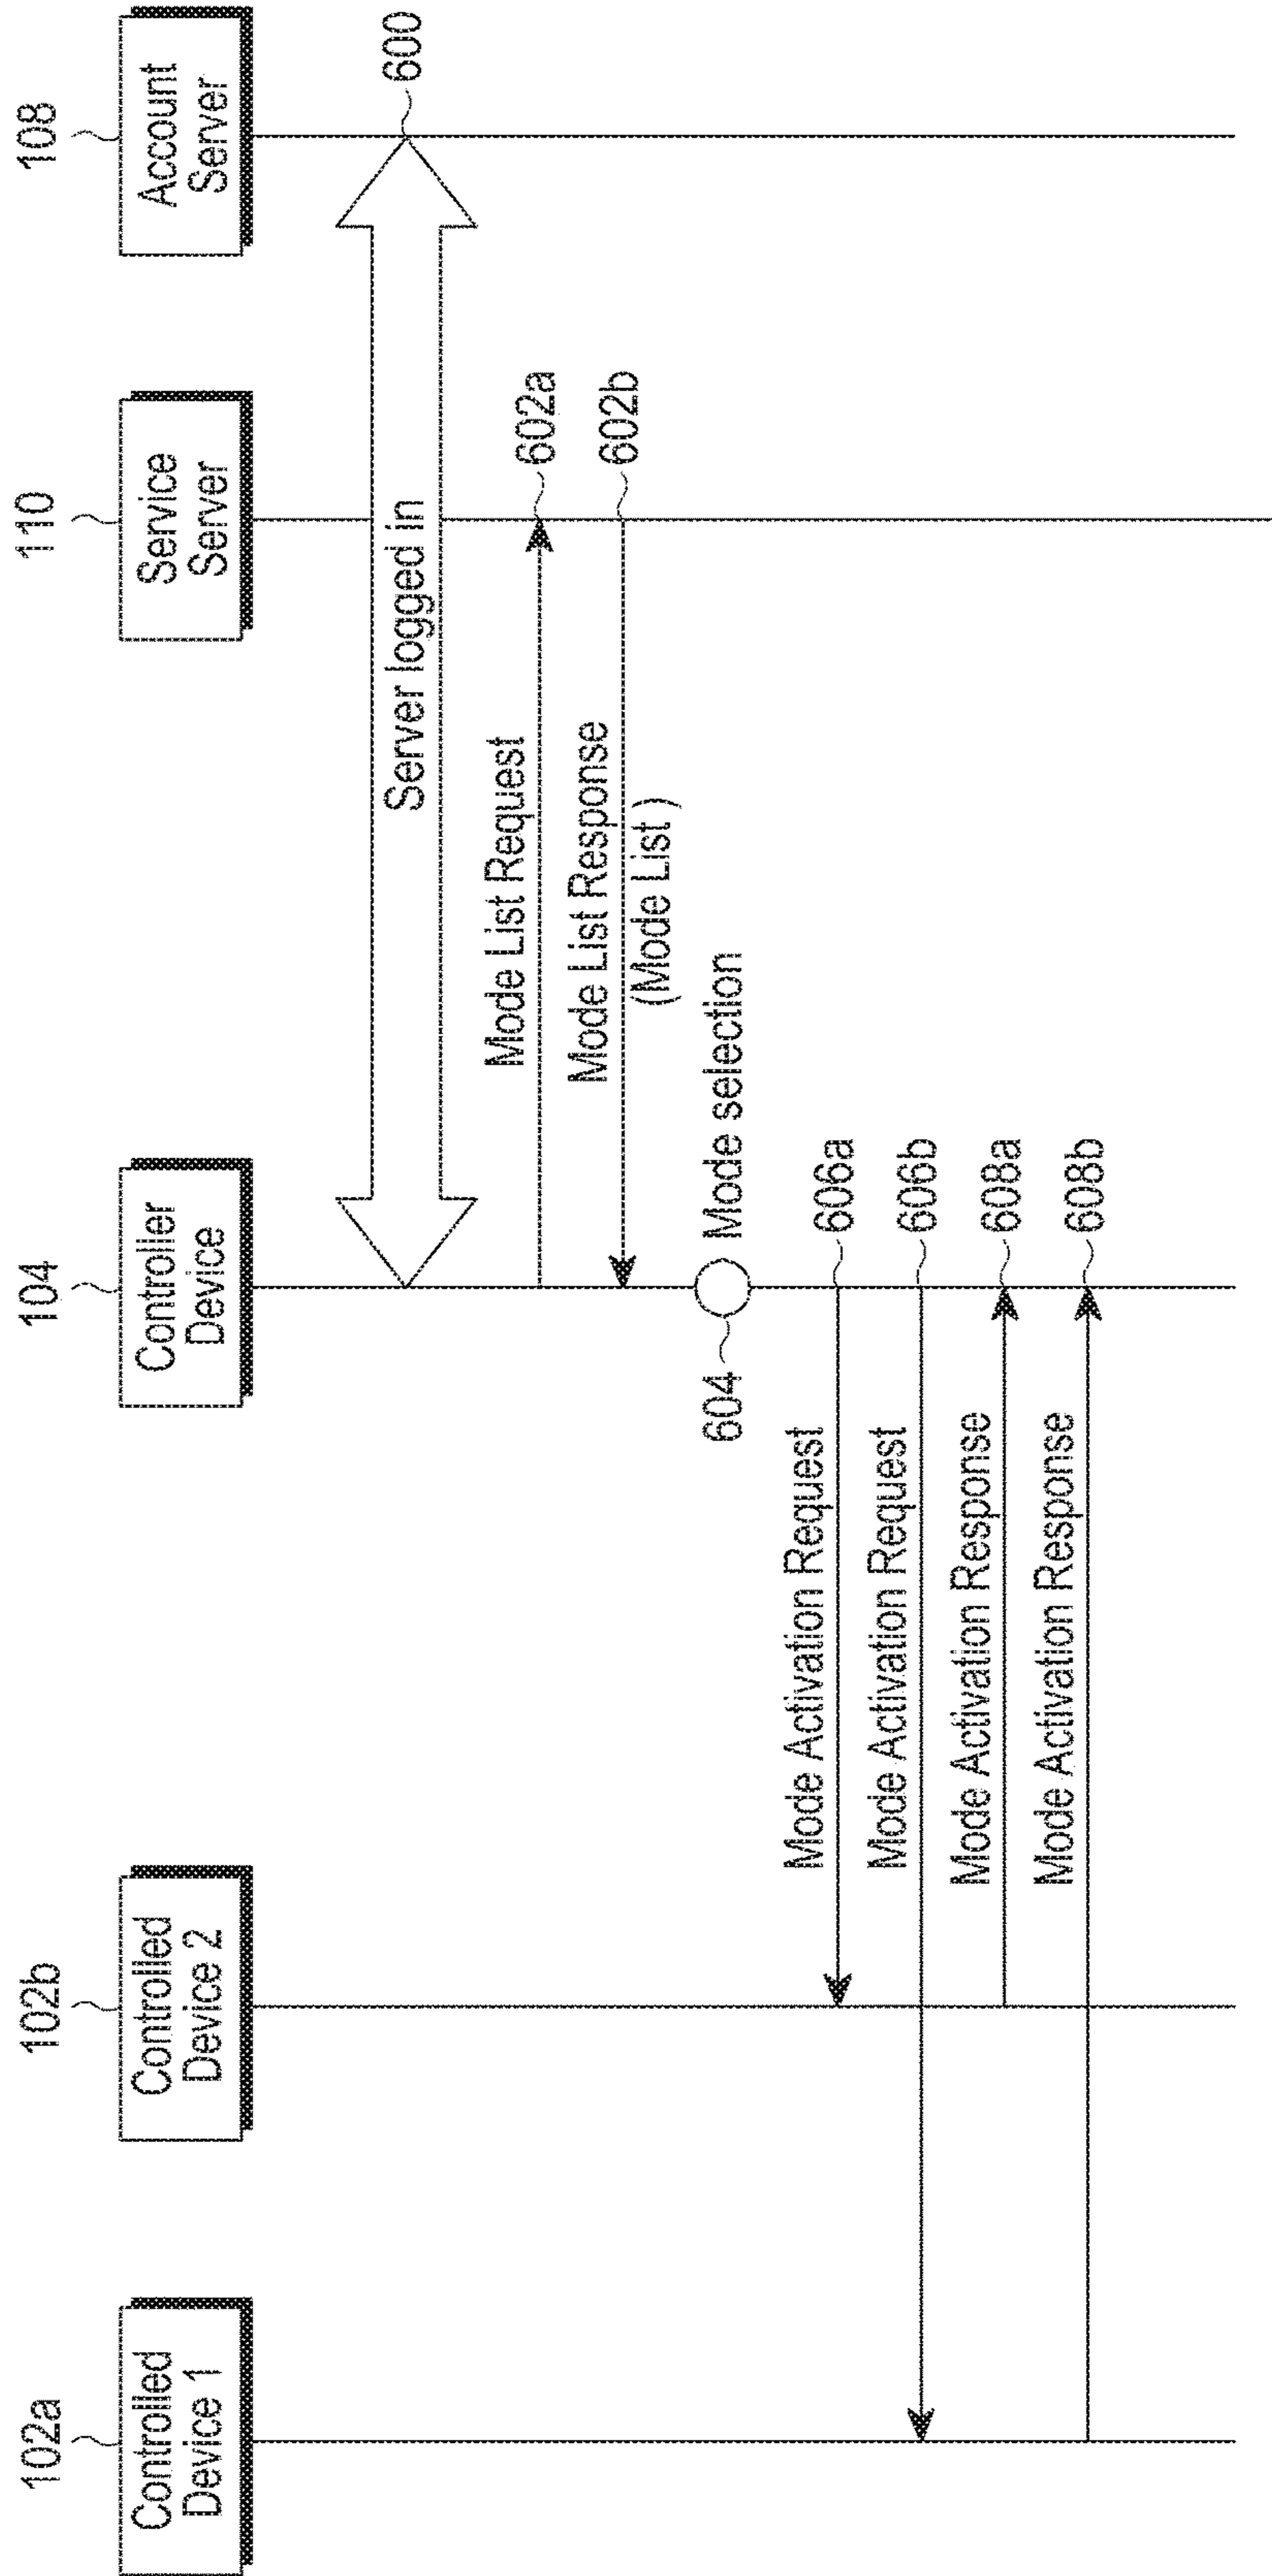 102a
102b
104
110
108
Controlled
Device 1
Controlled
Device 2
Controller
Device
Service
Server
Account
Server
Server logged in
600
Mode List Request
602a
Mode List Response
(Mode List )
602b
604
Mode selection
Mode Activation Request
606a
Mode Activation Request
606b
Mode Activation Response
608a
Mode Activation Response
608b